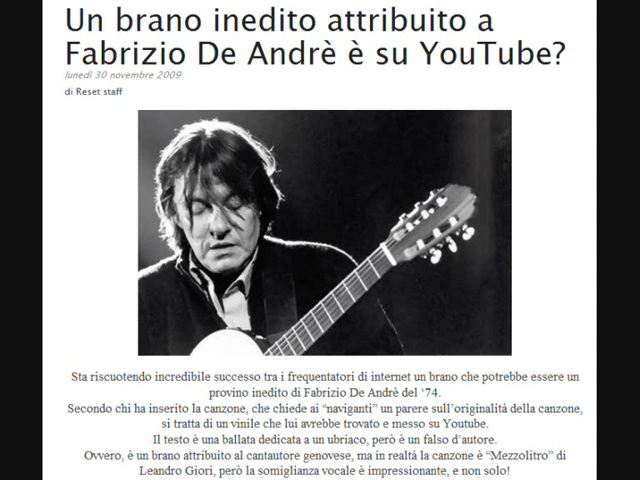 Un brano inedito attribuito a
Fabrizio De Andrè è su YouTube?
lunedì 30 novembre 2009
di Reset staff
Sta riscuotendo incredibile successo tra i frequentatori di internet un brano che potrebbe essere un
provino inedito di Fabrizio De Andrè del ‘74.
Secondo chi ha inserito la canzone, che chiede ai “naviganti” un parere sull’originalità della canzone,
si tratta di un vinile che lui avrebbe trovato e messo su Youtube.
Il testo è una ballata dedicata a un ubriaco, però è un falso d’autore.
Ovvero, è un brano attribuito al cantautore genovese, ma in realtà la canzone è “Mezzolitro” di
Leandro Giori, però la somiglianza vocale è impressionante, e non solo!